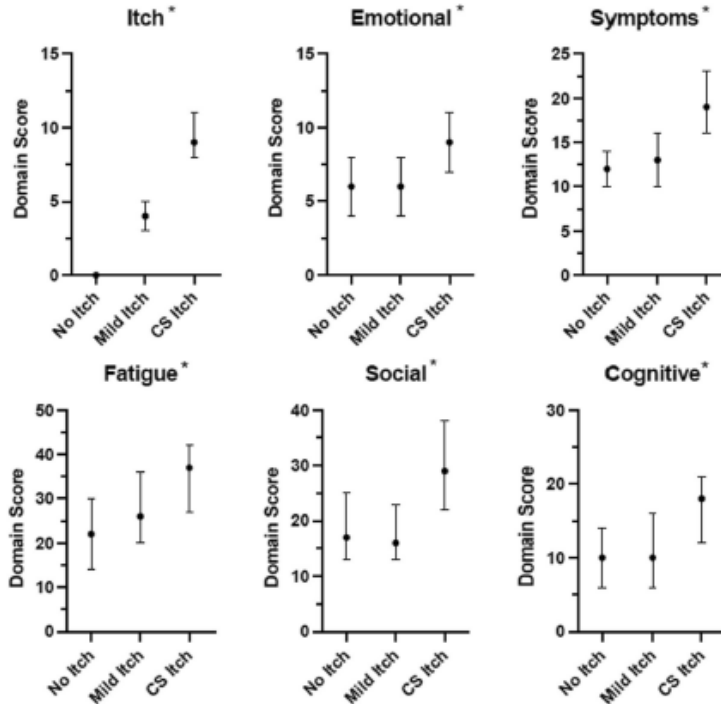 Itch*
Emotional*
Symptoms*
Domain Score
15
10
5
0
No Itch
Mild Itch
CS Itch
Domain Score
15
10
5
0
No Itch
Mild Itch
CS Itch
Domain Score
25
20
15
10
5
0
No Itch
Mild Itch
CS Itch
Fatigue*
Social*
Cognitive*
Domain Score
50
40
30
20
10
0
No Itch
Mild Itch
CS Itch
Domain Score
40
30
20
10
0
No Itch
Mild Itch
CS Itch
Domain Score
30
20
10
0
No Itch
Mild Itch
CS Itch